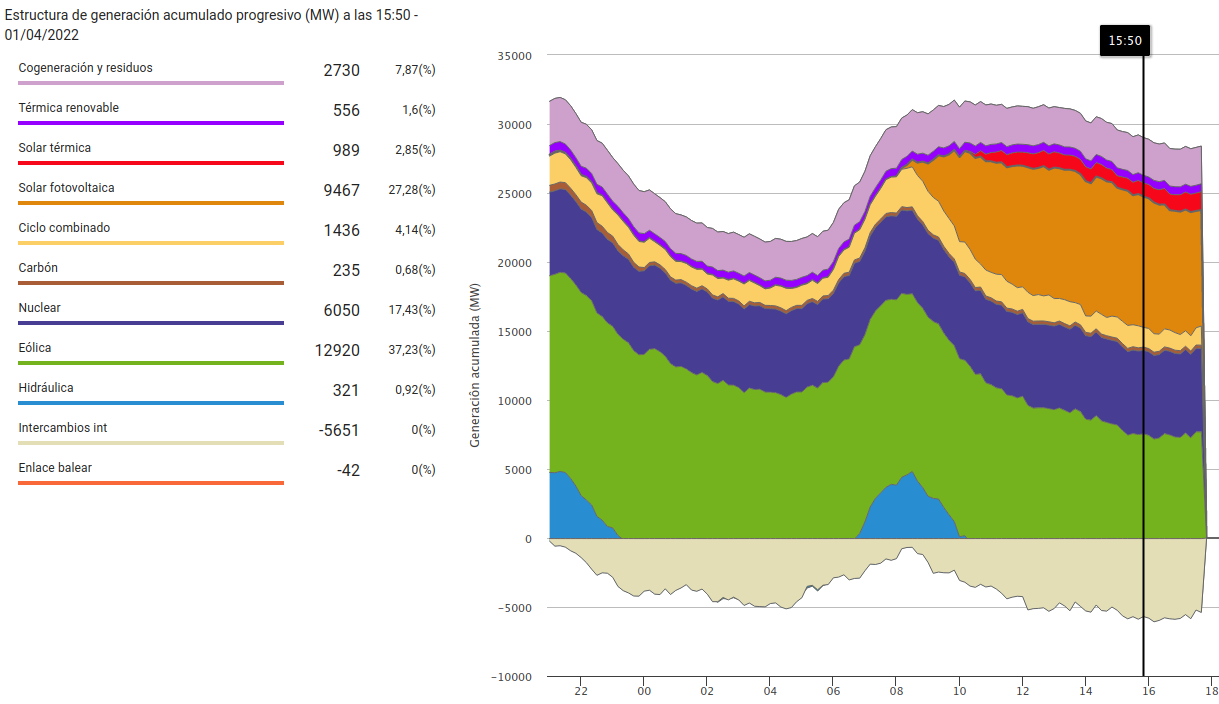 Estructura de generación acumulado progresivo (MW) a las 15:50 -
01/04/2022
Cogeneración y residuos 2730 7,87(%)
Térmica renovable 556 1,6(%)
Solar térmica 989 2,85(%)
Solar fotovoltaica 9467 27,28(%)
Ciclo combinado 1436 4,14(%)
Carbón 235 0,68(%)
Nuclear 6050 17,43(%)
Eólica 12920 37,23(%)
Hidráulica 321 0,92(%)
Intercambios int -5651 0(%)
Enlace balear -42 0(%)
15:50
Generación acumulada (MW)
35000
30000
25000
20000
15000
10000
5000
0
−5000
−10000
22 00 02 04 06 08 10 12 14 16 18